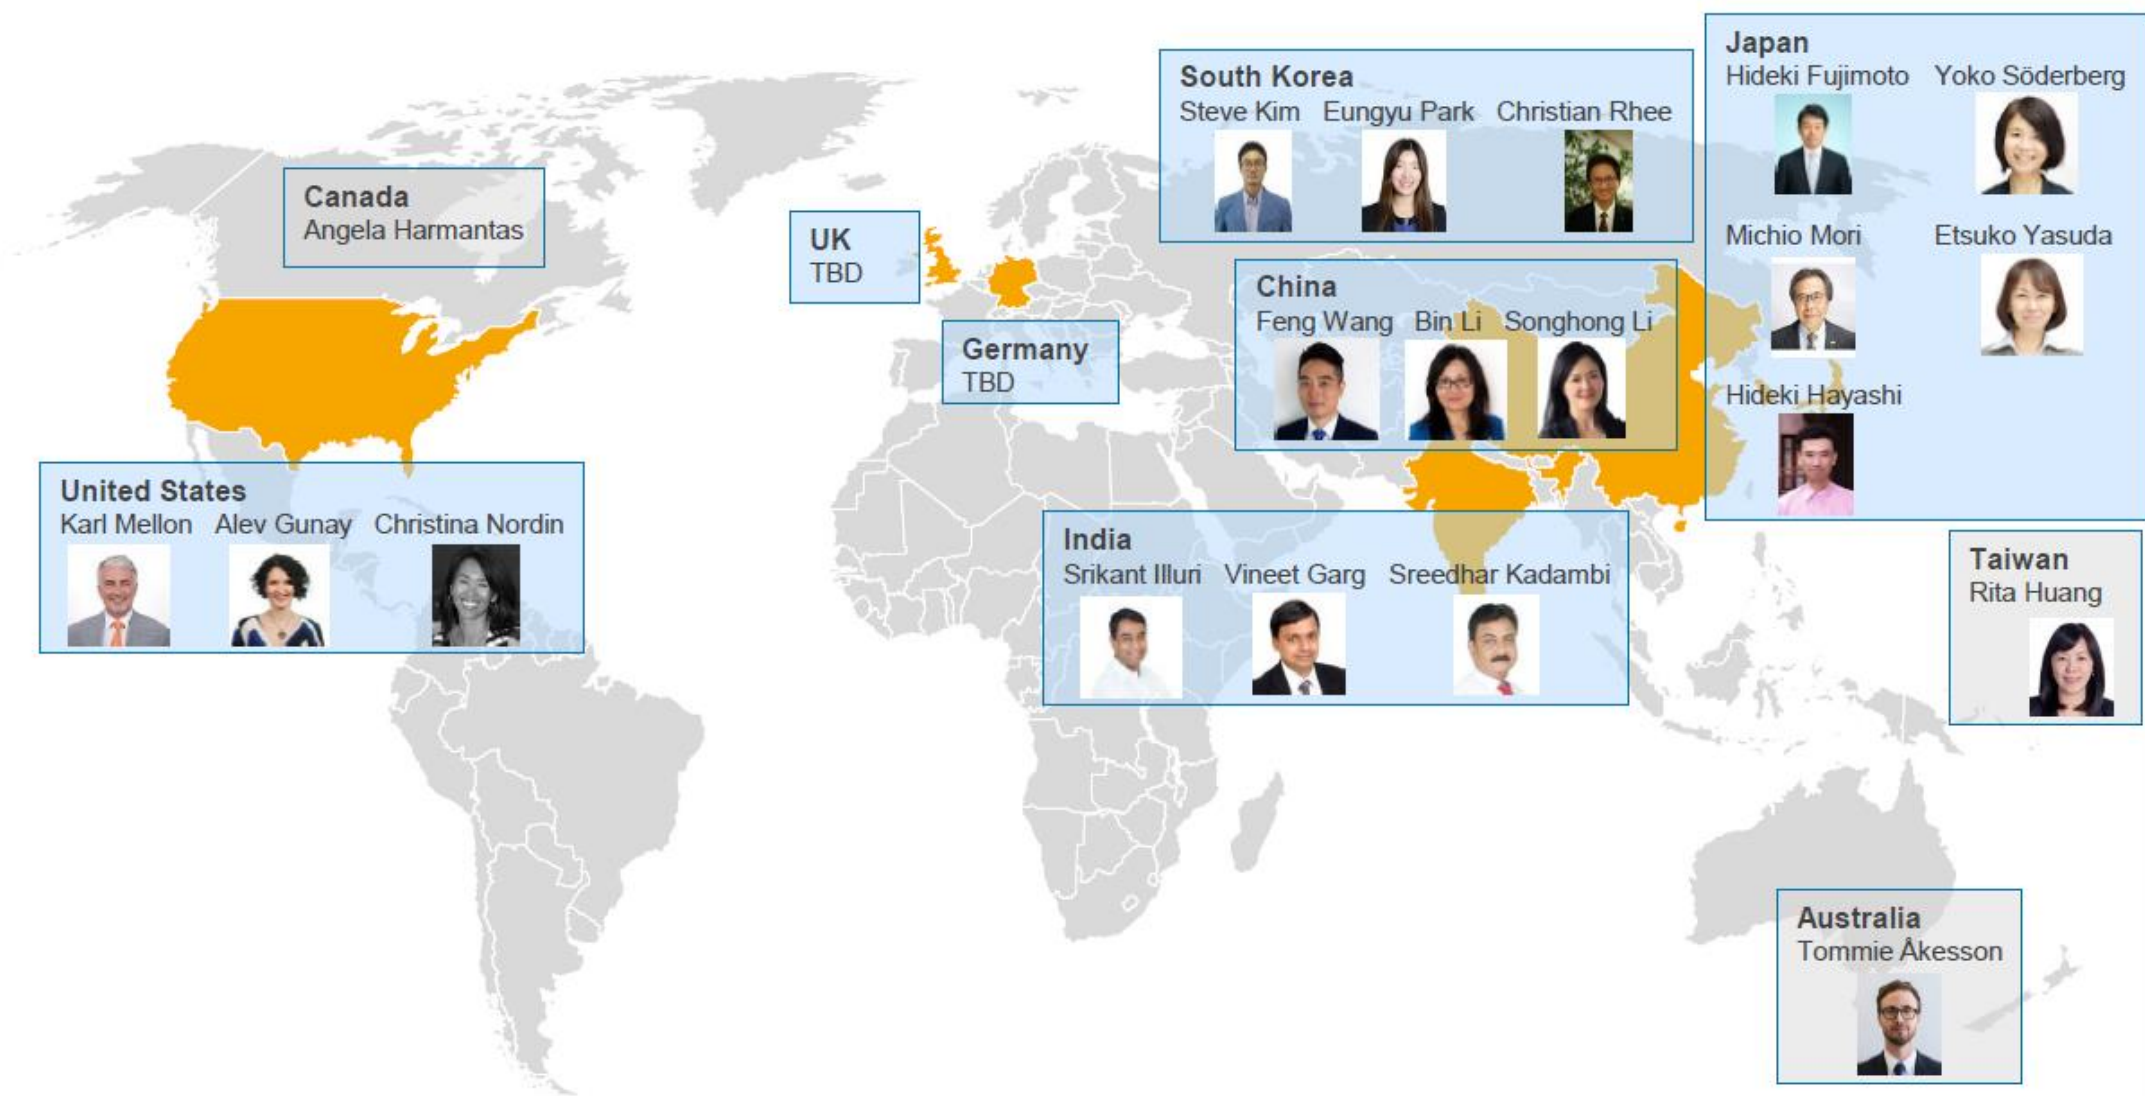 Canada
Angela Harmantas
United States
Karl Mellon Alev Gunay Christina Nordin
UK
TBD
Germany
TBD
South Korea
Steve Kim Eungyu Park Christian Rhee
China
Feng Wang Bin Li Songhong Li
India
Srikant Illuri Vineet Garg Sreedhar Kadambi
Japan
Hideki Fujimoto Yoko Söderberg
Michio Mori Etsuko Yasuda
Hideki Hayashi
Taiwan
Rita Huang
Australia
Tommie Åkesson